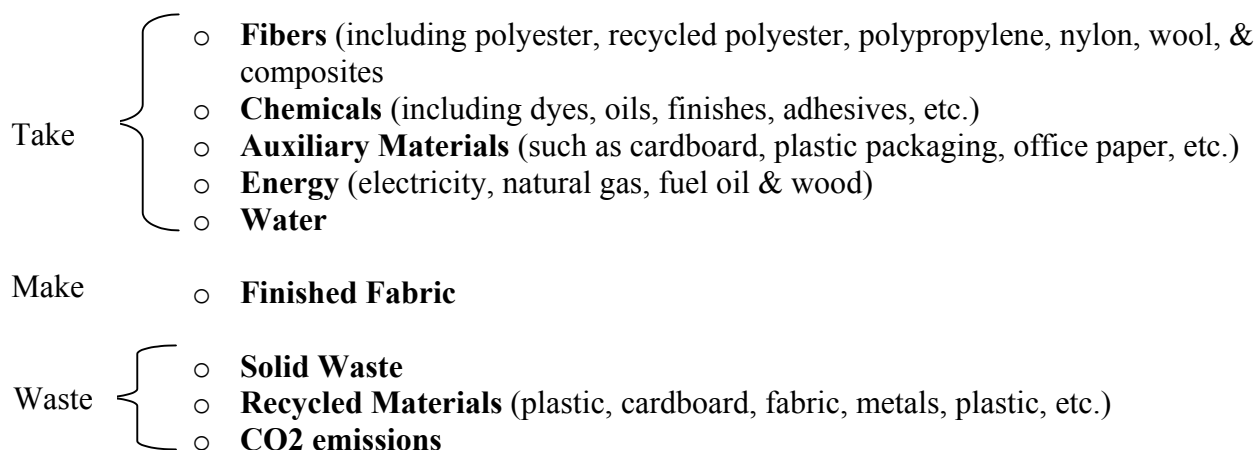 Take
○ Fibers (including polyester, recycled polyester, polypropylene, nylon, wool, &
composites
○ Chemicals (including dyes, oils, finishes, adhesives, etc.)
○ Auxiliary Materials (such as cardboard, plastic packaging, office paper, etc.)
○ Energy (electricity, natural gas, fuel oil & wood)
○ Water
Make
○ Finished Fabric
Waste
○ Solid Waste
○ Recycled Materials (plastic, cardboard, fabric, metals, plastic, etc.)
○ CO2 emissions